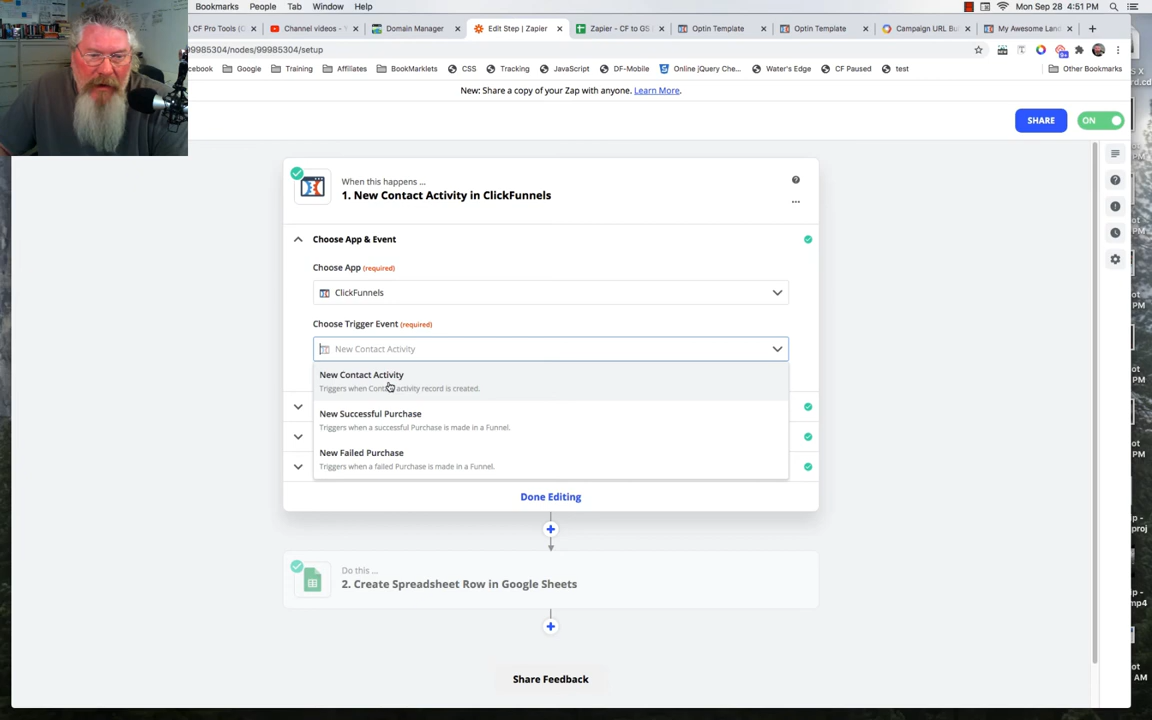 Bookmarks People Tab Window Help
Mon Sep 28 4:51 PM
CF Pro Tools (C
Channel videos -
Domain Manager
Edit Step | Zapier
Zapier - CF to GS
Optin Template
Optin Template
Campaign URL Bu
My Awesome Land
99985304/nodes/99985304/setup
cebook Google Training Affiliates BookMarklets CSS Tracking JavaScript DF-Mobile Online jQuery Che... Water's Edge CF Paused test Other Bookmarks
New: Share a copy of your Zap with anyone. Learn More.
SHARE
ON
When this happens ...
1. New Contact Activity in ClickFunnels
Choose App & Event
Choose App (required)
ClickFunnels
Choose Trigger Event (required)
New Contact Activity
New Contact Activity
Triggers when Contact activity record is created.
New Successful Purchase
Triggers when a successful Purchase is made in a Funnel.
New Failed Purchase
Triggers when a failed Purchase is made in a Funnel.
Done Editing
Do this ...
2. Create Spreadsheet Row in Google Sheets
Share Feedback